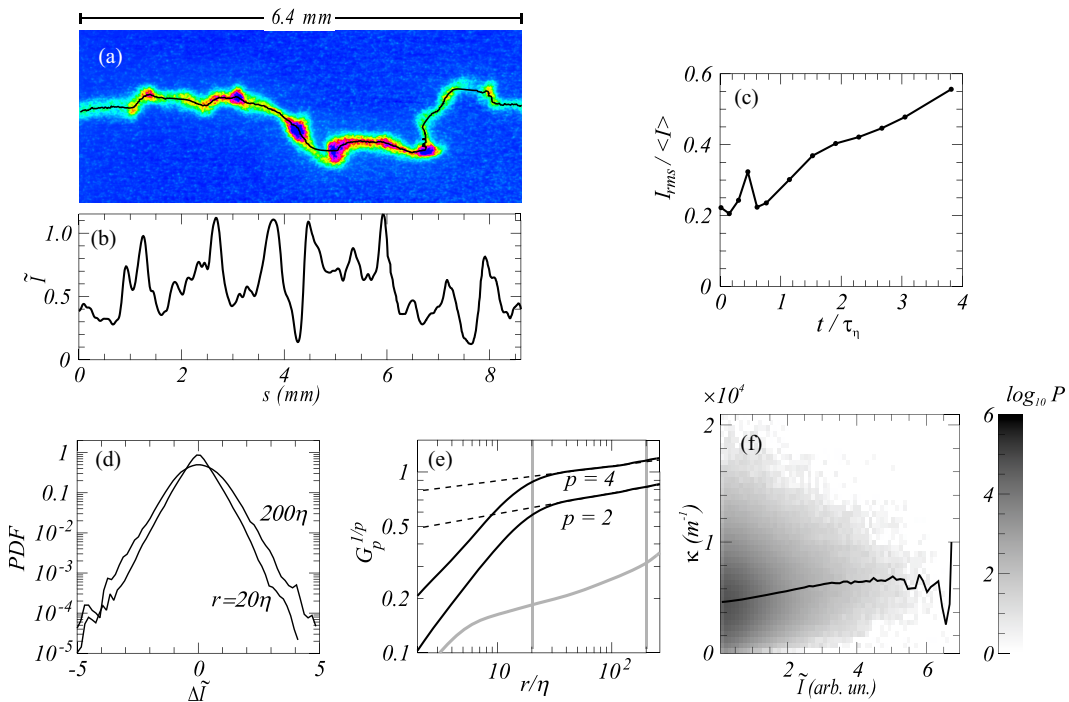 6.4 mm
(a)
(b)
1.0
0.5
0
Ĩ
0 2 4 6 8
s (mm)
(c)
0.6
0.4
0.2
0
I_rms / <I>
0 1 2 3 4
t / τ_η
(d)
1
0.1
10^-2
10^-3
10^-4
10^-5
PDF
200η
r=20η
-5 0 5
ΔĨ
(e)
1
0.5
0.2
0.1
G_p^{1/p}
p = 4
p = 2
10 10^2
r/η
×10^4
(f)
2
1
0
κ (m^-1)
2 4 6
Ĩ (arb. un.)
log_10 P
6
4
2
0